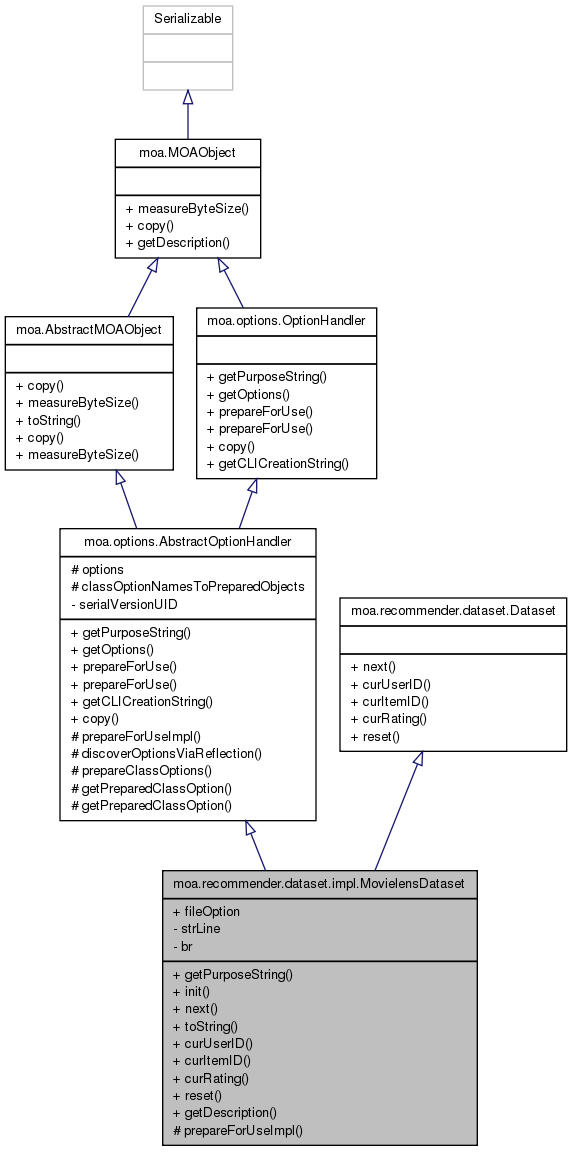 Serializable
moa.MOAObject
+ measureByteSize()
+ copy()
+ getDescription()
moa.AbstractMOAObject
+ copy()
+ measureByteSize()
+ toString()
+ copy()
+ measureByteSize()
moa.options.OptionHandler
+ getPurposeString()
+ getOptions()
+ prepareForUse()
+ prepareForUse()
+ copy()
+ getCLICreationString()
moa.options.AbstractOptionHandler
# options
# classOptionNamesToPreparedObjects
- serialVersionUID
+ getPurposeString()
+ getOptions()
+ prepareForUse()
+ prepareForUse()
+ getCLICreationString()
+ copy()
# prepareForUseImpl()
# discoverOptionsViaReflection()
# prepareClassOptions()
# getPreparedClassOption()
# getPreparedClassOption()
moa.recommender.dataset.Dataset
+ next()
+ curUserID()
+ curItemID()
+ curRating()
+ reset()
moa.recommender.dataset.impl.MovielensDataset
+ fileOption
- strLine
- br
+ getPurposeString()
+ init()
+ next()
+ toString()
+ curUserID()
+ curItemID()
+ curRating()
+ reset()
+ getDescription()
# prepareForUseImpl()